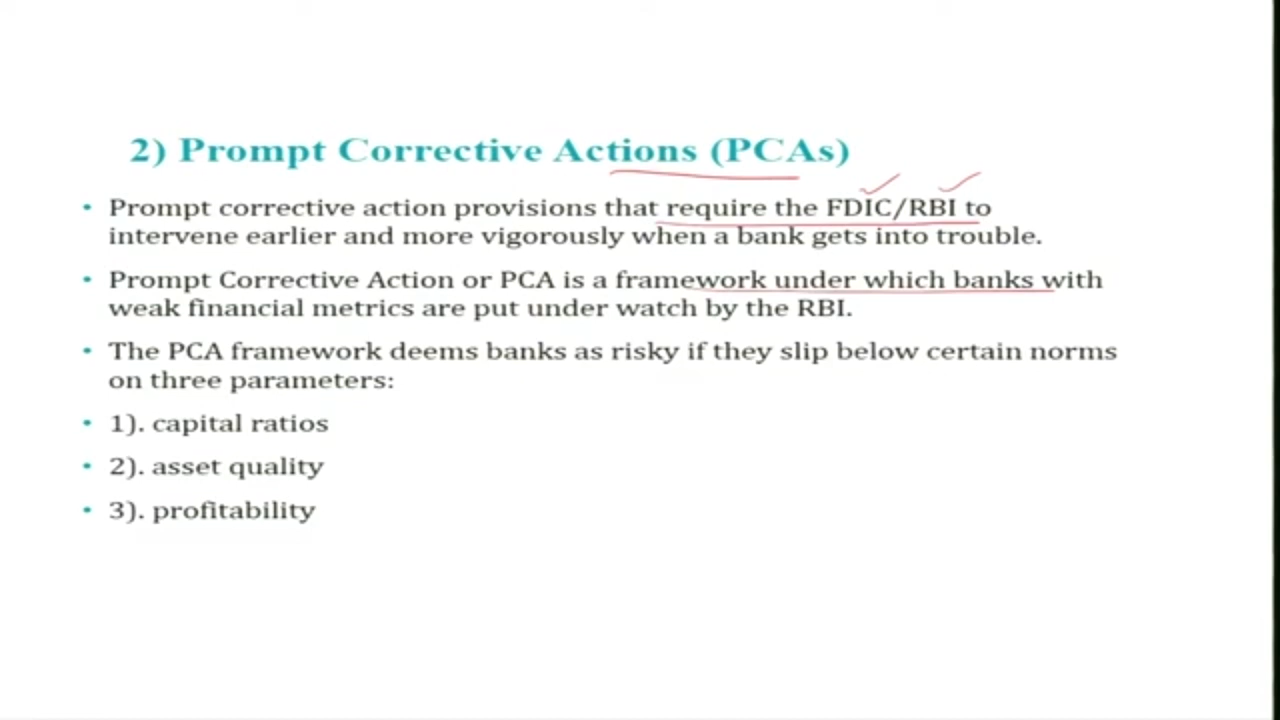 2) Prompt Corrective Actions (PCAs)
• Prompt corrective action provisions that require the FDIC/RBI to
intervene earlier and more vigorously when a bank gets into trouble.
• Prompt Corrective Action or PCA is a framework under which banks with
weak financial metrics are put under watch by the RBI.
• The PCA framework deems banks as risky if they slip below certain norms
on three parameters:
• 1). capital ratios
• 2). asset quality
• 3). profitability